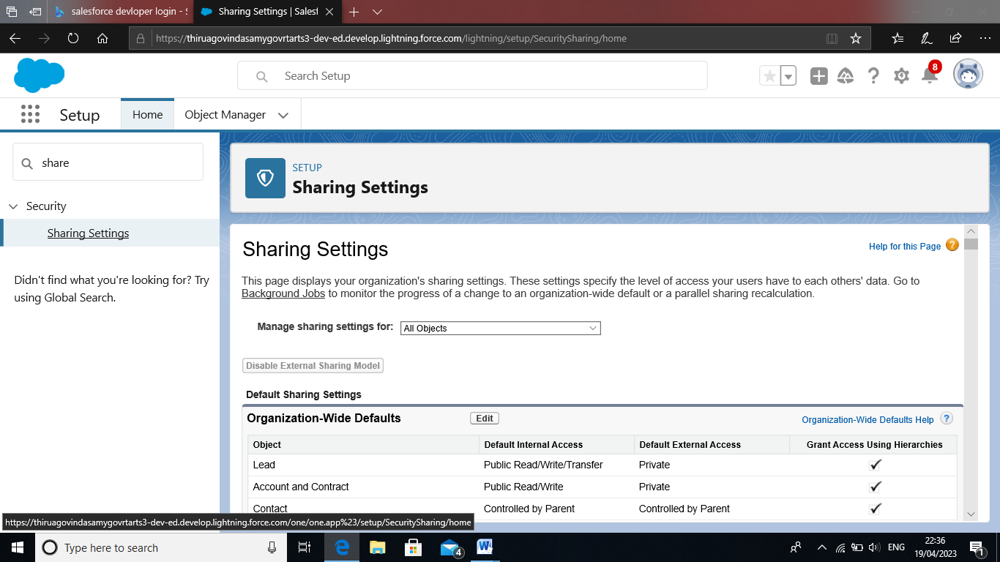 salesforce devloper login - S
Sharing Settings | Salesf
https://thiruagovindasamygovrtarts3-dev-ed.develop.lightning.force.com/lightning/setup/SecuritySharing/home
Search Setup
8
Setup
Home
Object Manager
share
Security
Sharing Settings
Didn't find what you're looking for? Try
using Global Search.
SETUP
Sharing Settings
Sharing Settings
Help for this Page ?
This page displays your organization's sharing settings. These settings specify the level of access your users have to each others' data. Go to
Background Jobs to monitor the progress of a change to an organization-wide default or a parallel sharing recalculation.
Manage sharing settings for: All Objects
Disable External Sharing Model
Default Sharing Settings
Organization-Wide Defaults Edit Organization-Wide Defaults Help ?
Object Default Internal Access Default External Access Grant Access Using Hierarchies
Lead Public Read/Write/Transfer Private
Account and Contract Public Read/Write Private
Contact Controlled by Parent Controlled by Parent
https://thiruagovindasamygovrtarts3-dev-ed.develop.lightning.force.com/one/one.app%23/setup/SecuritySharing/home
Type here to search
4
ENG
22:36
19/04/2023
1